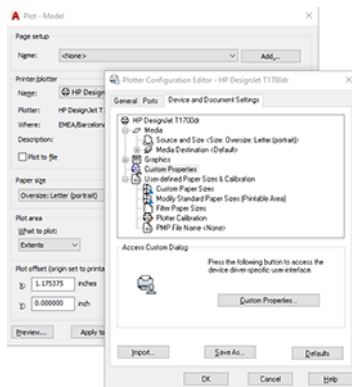 Plot - Model
Page setup
Name:
<None>
Add,...
Printer/plotter
Name:
HP Design
Plotter:
HP DesignJet T
Where:
EMEA/Barcelon
Description:
Plot to file
Paper size
Oversize: Letter (portrait)
Plot area
What to plot:
Extents
Plot offset (origin set to printa
X:
1.175375
inches
Y:
0.000000
inch
Preview...
Apply to
Plotter Configuration Editor - HP DesignJet T1700dr
General
Ports
Device and Document Settings
HP DesignJet T1700dr
Media
Source and Size <Size: Oversize: Letter (portrait)>
Media Destination <Default>
Graphics
Custom Properties
User-defined Paper Sizes & Calibration
Custom Paper Sizes
Modify Standard Paper Sizes (Printable Area)
Filter Paper Sizes
Plotter Calibration
PMP File Name <None>
Access Custom Dialog
Press the following button to access the
device driver-specific user-interface.
Custom Properties...
Import...
Save As...
Defaults
OK
Cancel
Help